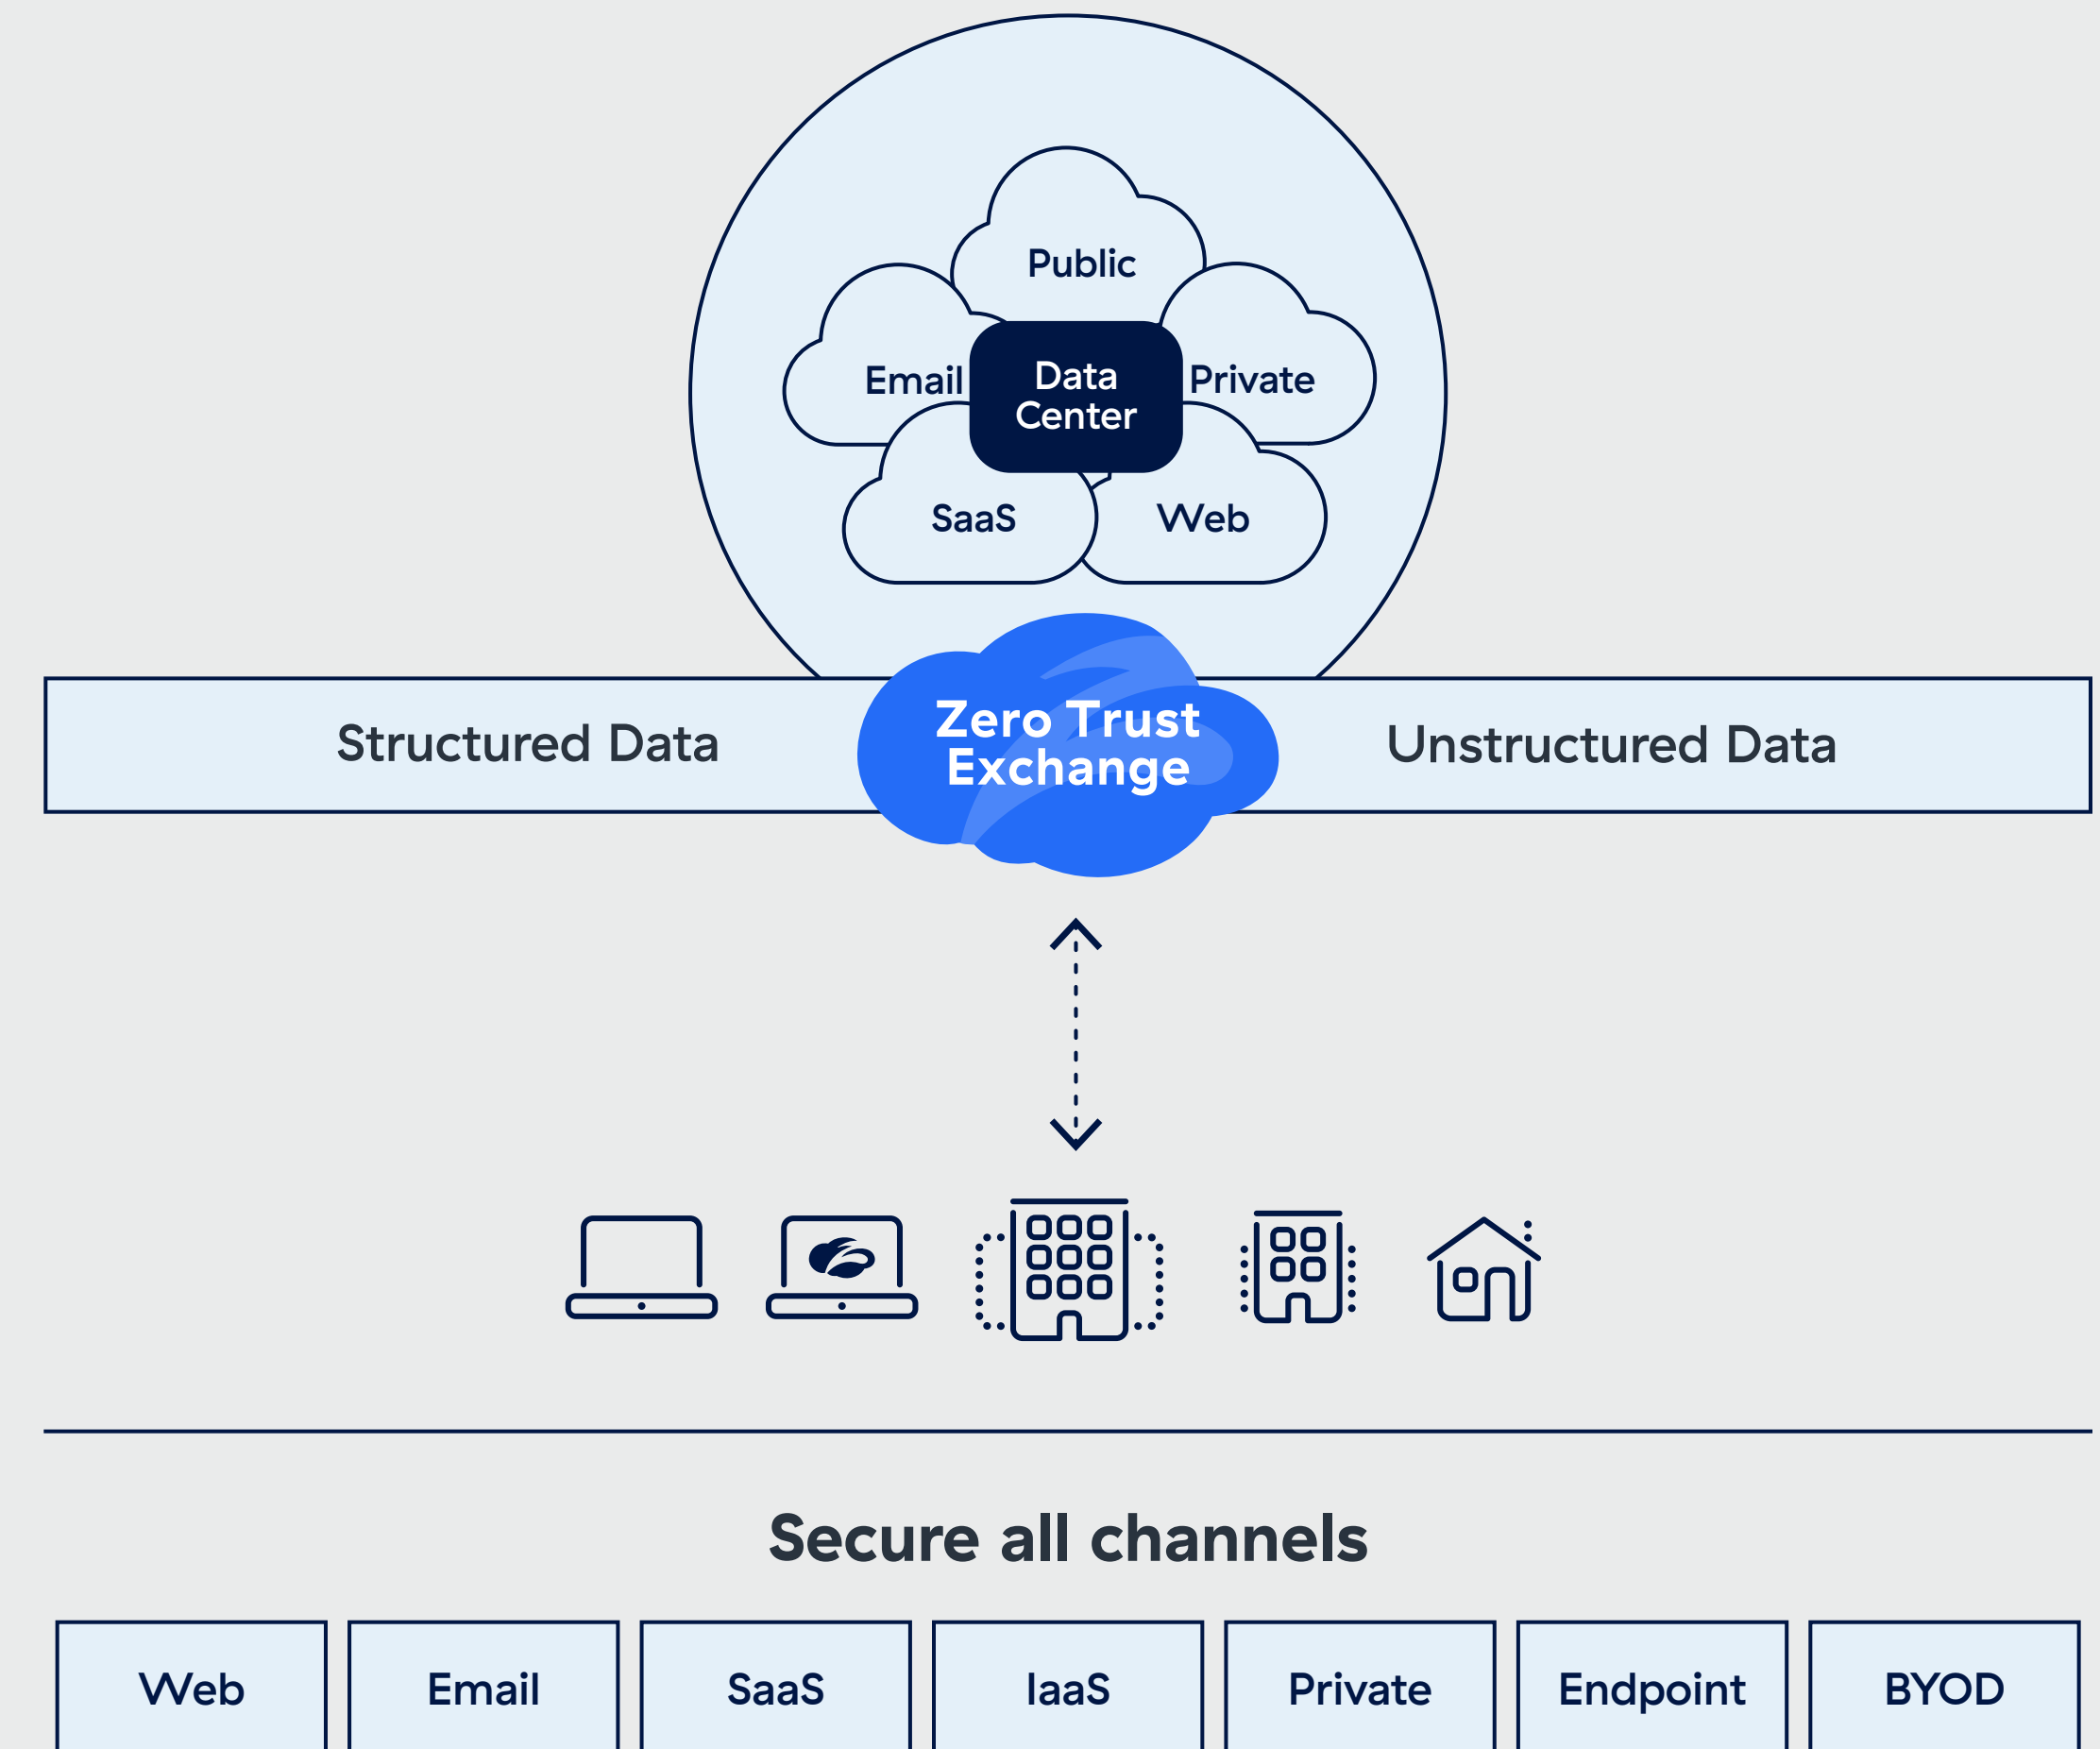 Public
Email
Data
Center
Private
SaaS
Web
Structured Data
Zero Trust
Exchange
Unstructured Data
Secure all channels
Web
Email
SaaS
IaaS
Private
Endpoint
BYOD